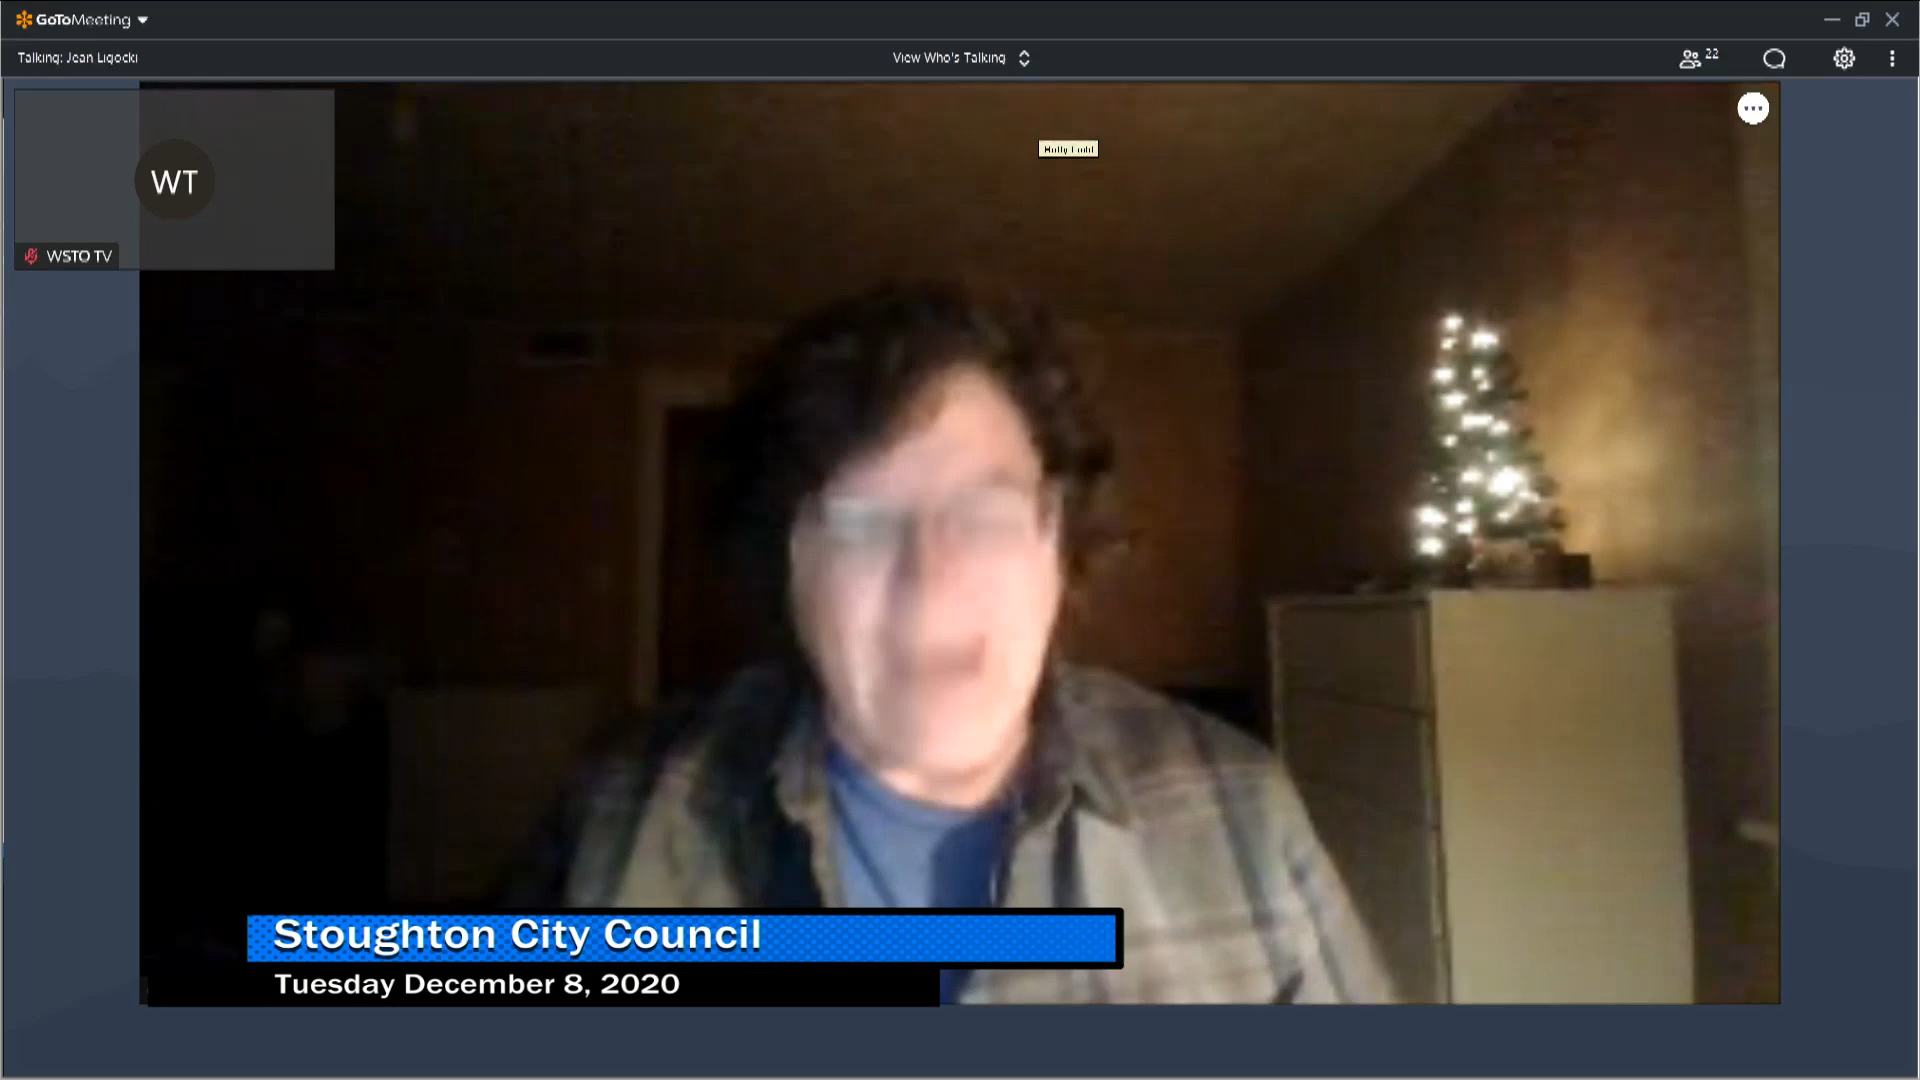 GoToMeeting
Talking: Jean Ligocki
View Who's Talking
22
WT
WSTO TV
Stoughton City Council
Tuesday December 8, 2020